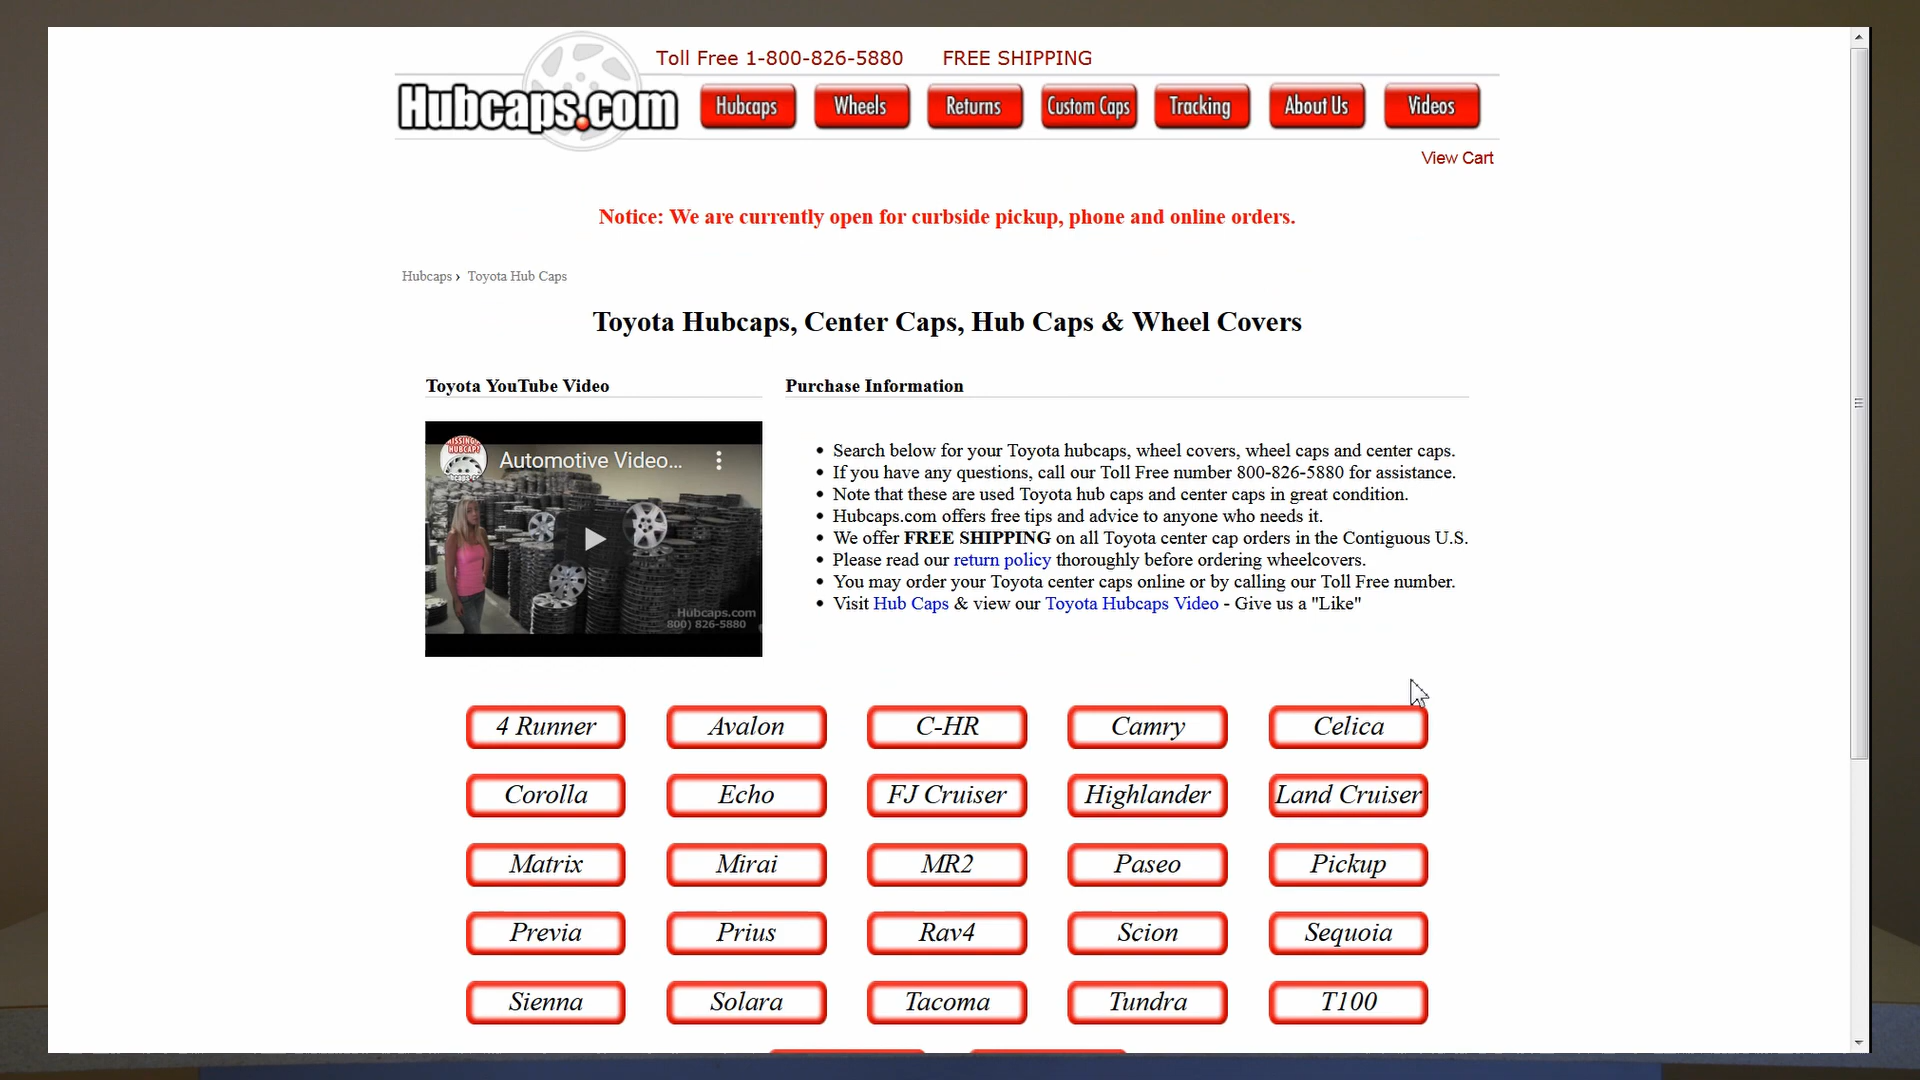 Toll Free 1-800-826-5880 FREE SHIPPING
Hubcaps.com
Hubcaps Wheels Returns Custom Caps Tracking About Us Videos
View Cart
Notice: We are currently open for curbside pickup, phone and online orders.
Hubcaps › Toyota Hub Caps
Toyota Hubcaps, Center Caps, Hub Caps & Wheel Covers
Toyota YouTube Video
MISSING A
HUBCAP?
Automotive Video...
Hubcaps.com
800) 826-5880
Purchase Information
• Search below for your Toyota hubcaps, wheel covers, wheel caps and center caps.
• If you have any questions, call our Toll Free number 800-826-5880 for assistance.
• Note that these are used Toyota hub caps and center caps in great condition.
• Hubcaps.com offers free tips and advice to anyone who needs it.
• We offer FREE SHIPPING on all Toyota center cap orders in the Contiguous U.S.
• Please read our return policy thoroughly before ordering wheelcovers.
• You may order your Toyota center caps online or by calling our Toll Free number.
• Visit Hub Caps & view our Toyota Hubcaps Video - Give us a "Like"
4 Runner Avalon C-HR Camry Celica
Corolla Echo FJ Cruiser Highlander Land Cruiser
Matrix Mirai MR2 Paseo Pickup
Previa Prius Rav4 Scion Sequoia
Sienna Solara Tacoma Tundra T100